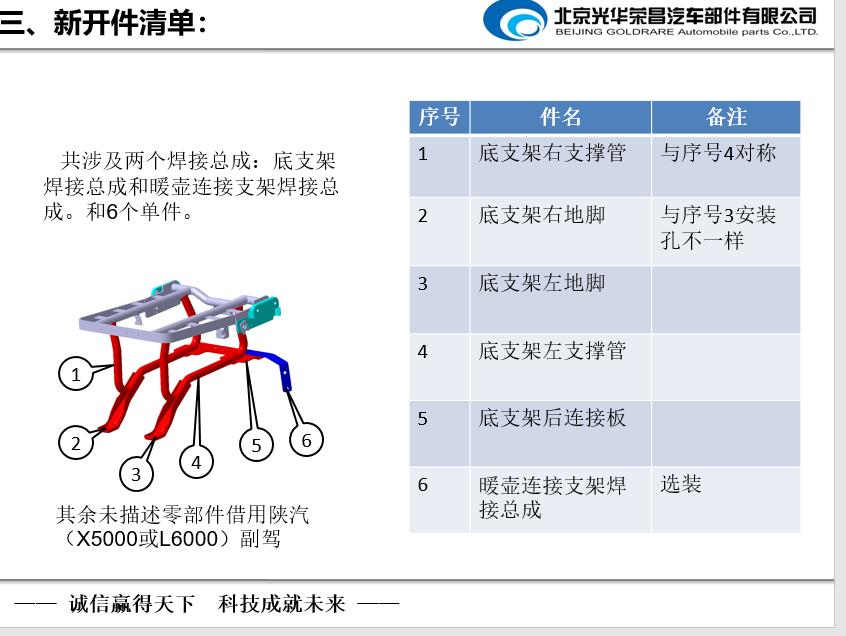 三、新开件清单：
北京光华荣昌汽车部件有限公司
BEIJING GOLDRARE Automobile parts Co.,LTD.
共涉及两个焊接总成：底支架
焊接总成和暖壶连接支架焊接总
成。和6个单件。
序号 件名 备注
1 底支架右支撑管 与序号4对称
2 底支架右地脚 与序号3安装
孔不一样
3 底支架左地脚
4 底支架左支撑管
5 底支架后连接板
6 暖壶连接支架焊 选装
接总成
1
2
3
4
5
6
其余未描述零部件借用陕汽
（X5000或L6000）副驾
—— 诚信赢得天下 科技成就未来 ——